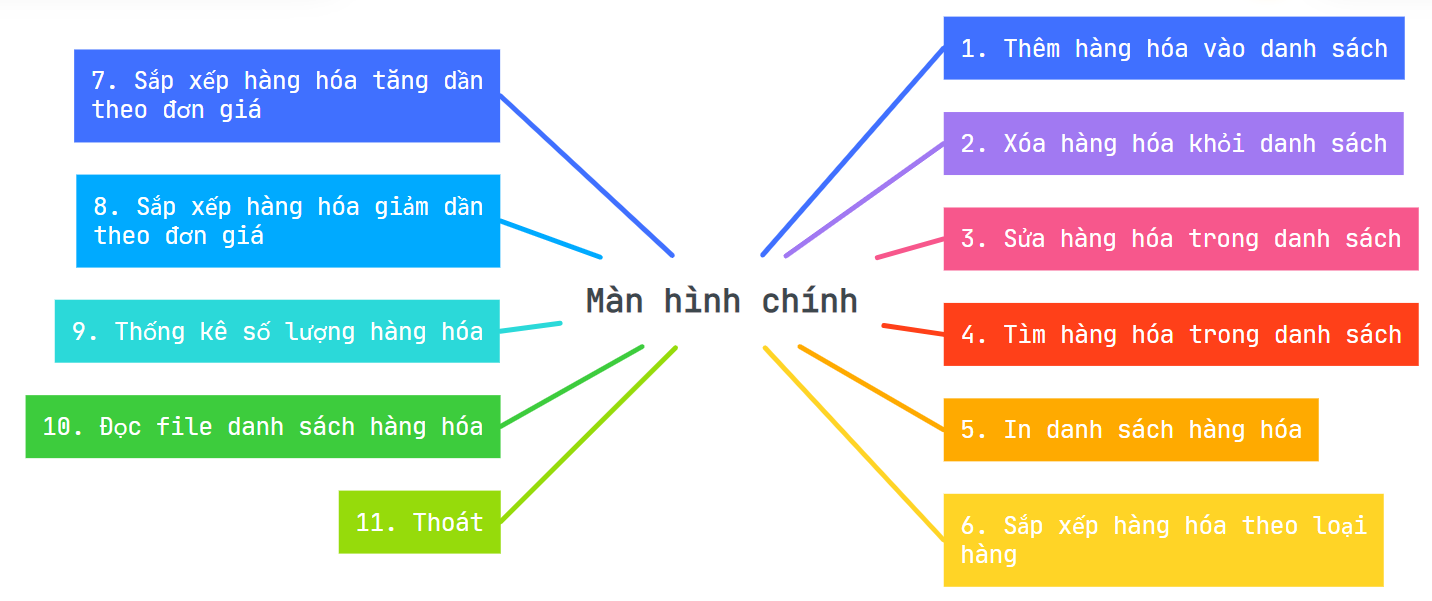 Màn hình chính
1. Thêm hàng hóa vào danh sách
2. Xóa hàng hóa khỏi danh sách
3. Sửa hàng hóa trong danh sách
4. Tìm hàng hóa trong danh sách
5. In danh sách hàng hóa
6. Sắp xếp hàng hóa theo loại
hàng
7. Sắp xếp hàng hóa tăng dần
theo đơn giá
8. Sắp xếp hàng hóa giảm dần
theo đơn giá
9. Thống kê số lượng hàng hóa
10. Đọc file danh sách hàng hóa
11. Thoát